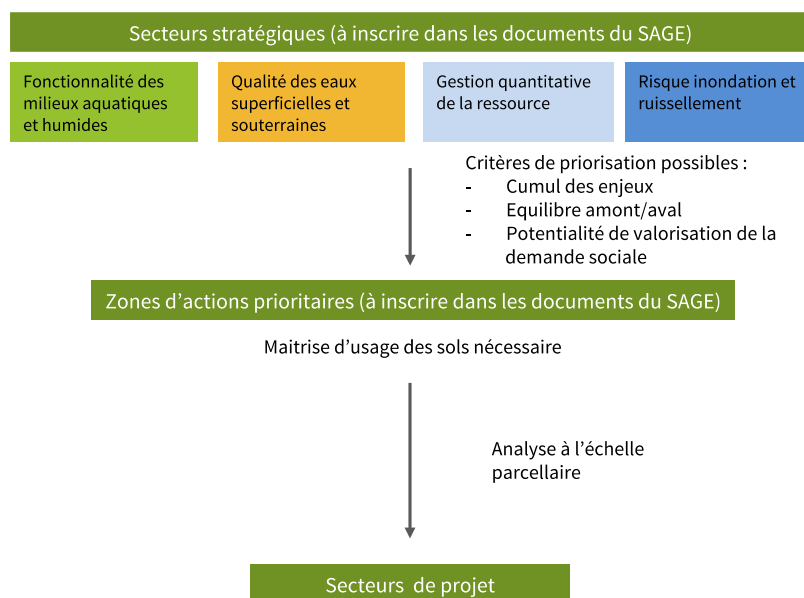 Secteurs stratégiques (à inscrire dans les documents du SAGE)
Fonctionnalité des
milieux aquatiques
et humides
Qualité des eaux
superficielles et
souterraines
Gestion quantitative
de la ressource
Risque inondation et
ruissellement
Critères de priorisation possibles :
- Cumul des enjeux
- Equilibre amont/aval
- Potentialité de valorisation de la
demande sociale
Zones d’actions prioritaires (à inscrire dans les documents du SAGE)
Maitrise d’usage des sols nécessaire
Analyse à l’échelle
parcellaire
Secteurs de projet